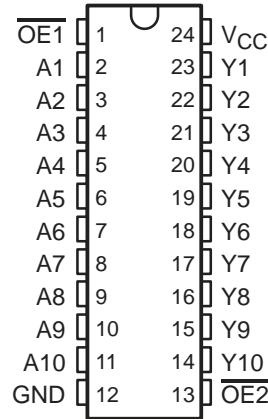 O̅E̅1̅ 1 24 VCC
A1 2 23 Y1
A2 3 22 Y2
A3 4 21 Y3
A4 5 20 Y4
A5 6 19 Y5
A6 7 18 Y6
A7 8 17 Y7
A8 9 16 Y8
A9 10 15 Y9
A10 11 14 Y10
GND 12 13 O̅E̅2̅